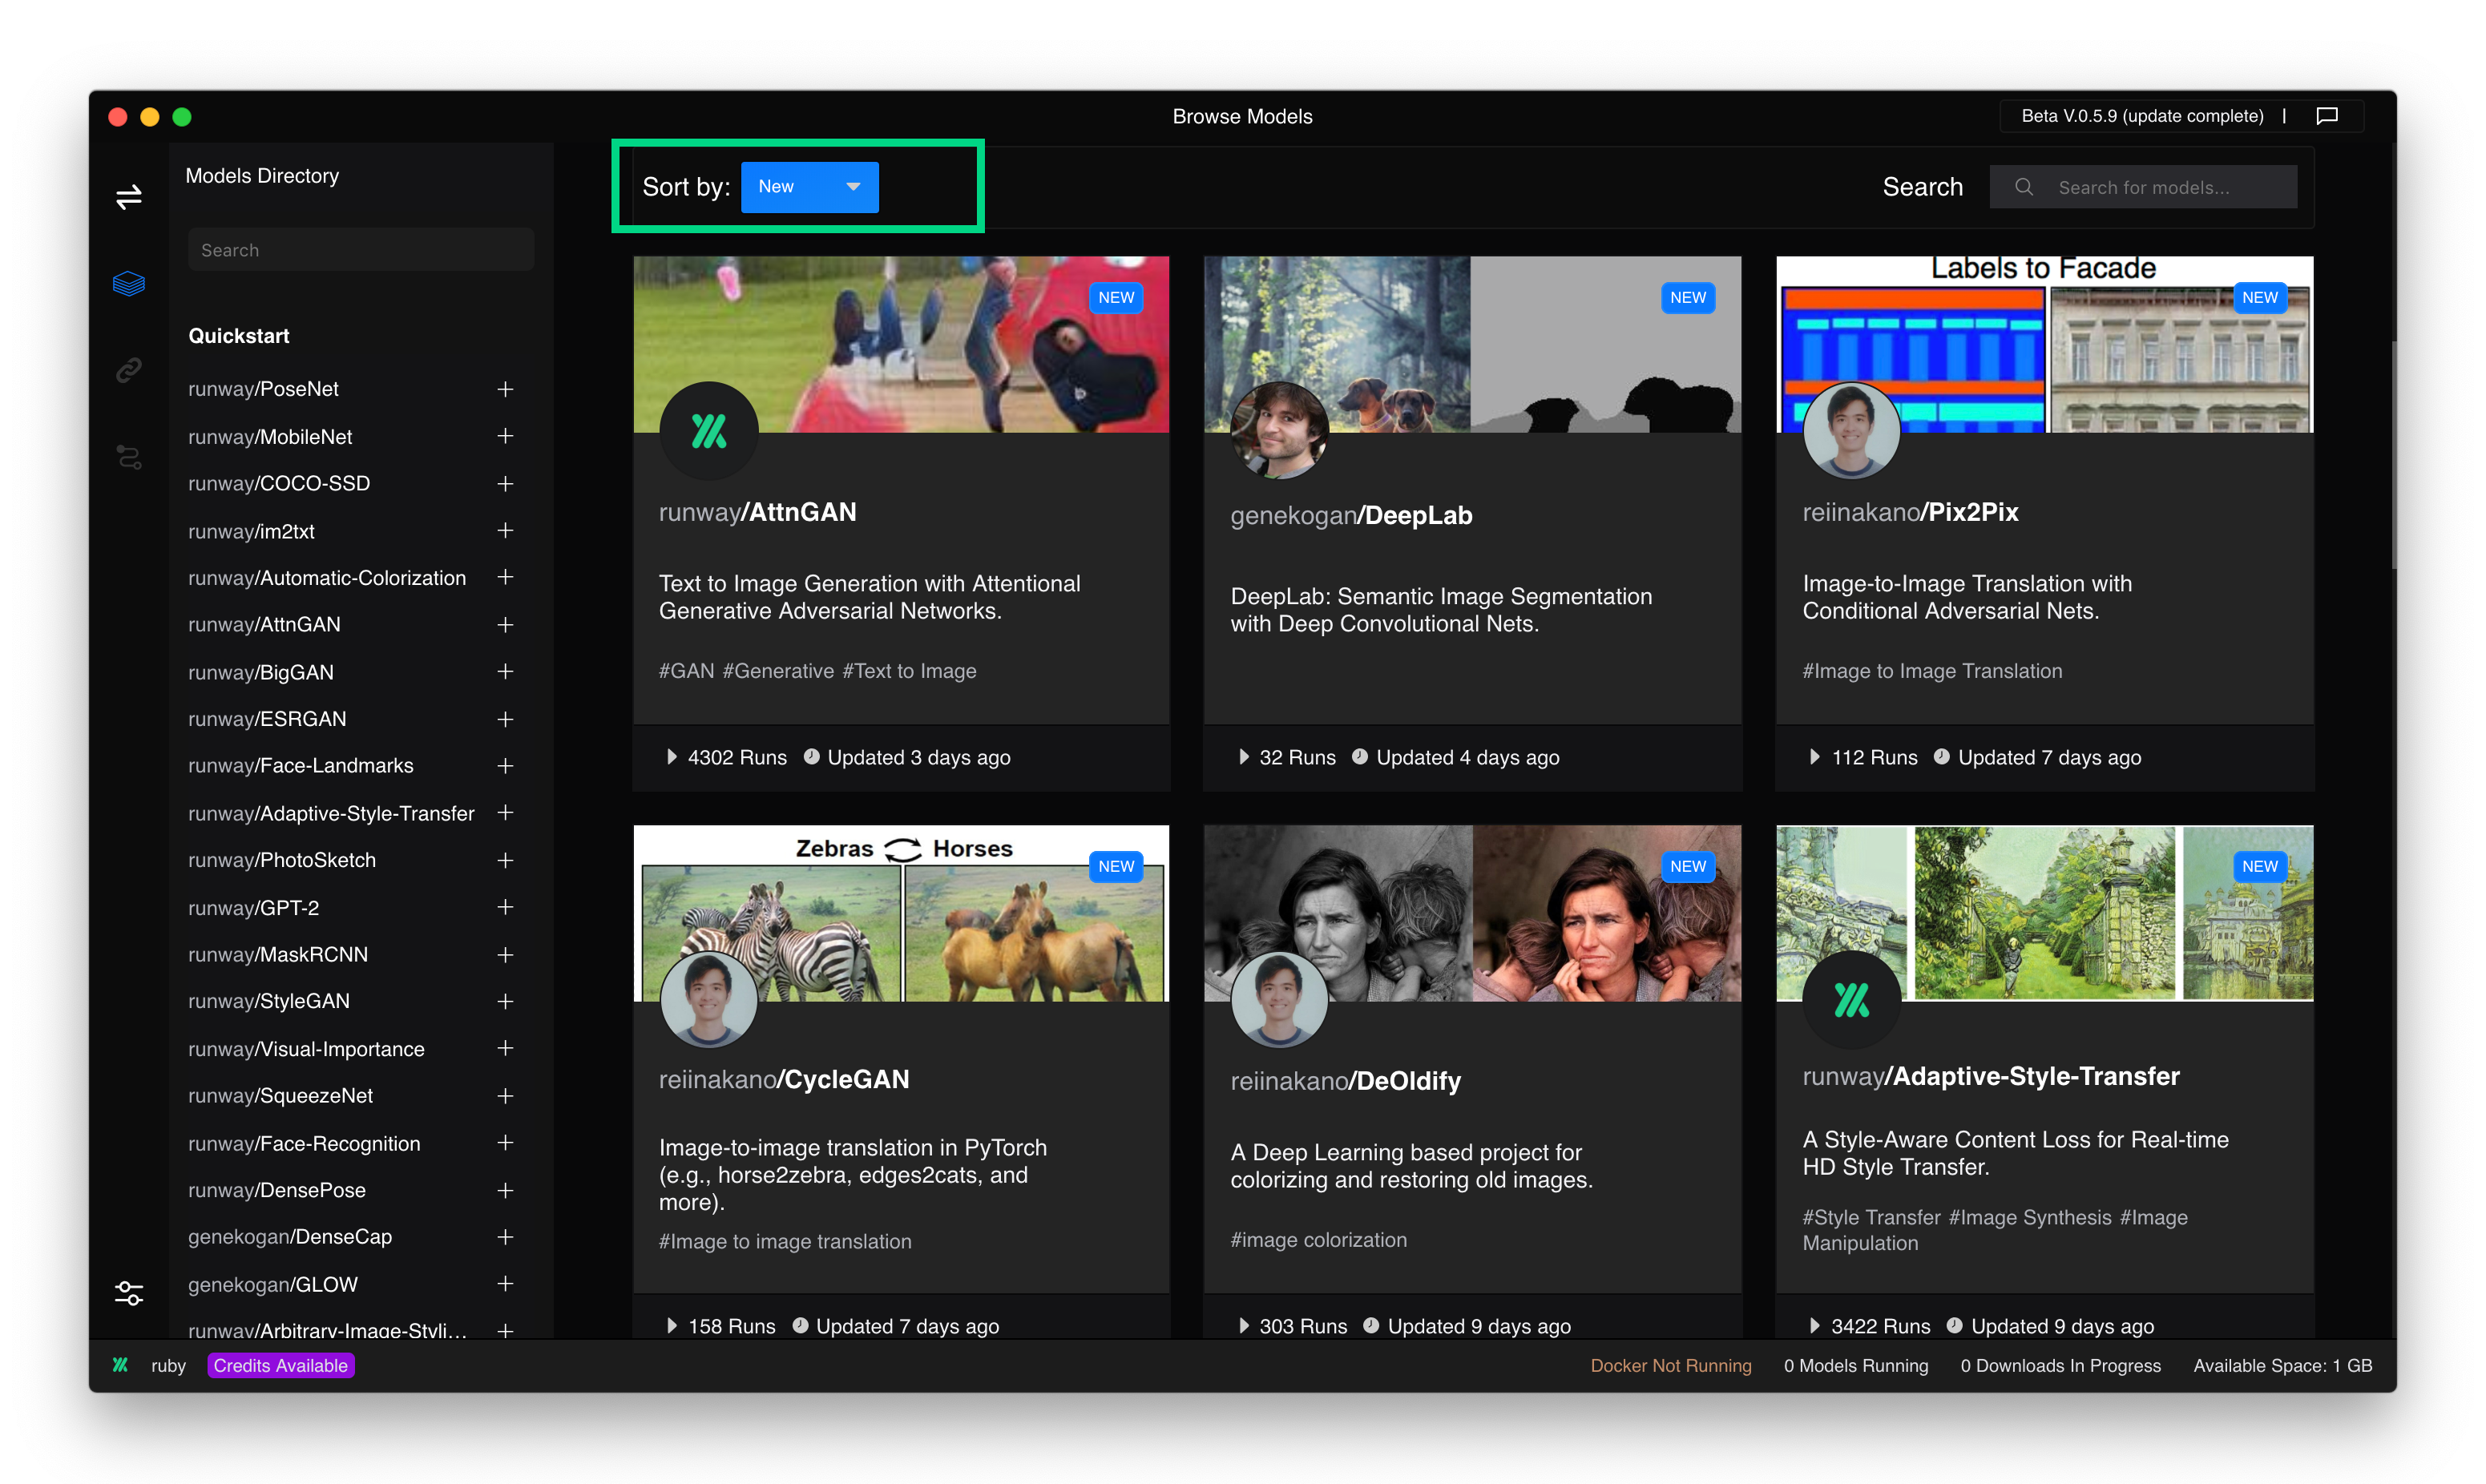 Browse Models
Beta V.0.5.9 (update complete) |
Models Directory
Search
Quickstart
runway/PoseNet +
runway/MobileNet +
runway/COCO-SSD +
runway/im2txt +
runway/Automatic-Colorization +
runway/AttnGAN +
runway/BigGAN +
runway/ESRGAN +
runway/Face-Landmarks +
runway/Adaptive-Style-Transfer +
runway/PhotoSketch +
runway/GPT-2 +
runway/MaskRCNN +
runway/StyleGAN +
runway/Visual-Importance +
runway/SqueezeNet +
runway/Face-Recognition +
runway/DensePose +
genekogan/DenseCap +
genekogan/GLOW +
runway/Arbitrary-Image-Styli... +
Sort by: New
Search Search for models...
NEW
runway/AttnGAN
Text to Image Generation with Attentional
Generative Adversarial Networks.
#GAN #Generative #Text to Image
4302 Runs Updated 3 days ago
NEW
genekogan/DeepLab
DeepLab: Semantic Image Segmentation
with Deep Convolutional Nets.
32 Runs Updated 4 days ago
Labels to Facade
NEW
reiinakano/Pix2Pix
Image-to-Image Translation with
Conditional Adversarial Nets.
#Image to Image Translation
112 Runs Updated 7 days ago
Zebras Horses
NEW
reiinakano/CycleGAN
Image-to-image translation in PyTorch
(e.g., horse2zebra, edges2cats, and
more).
#Image to image translation
158 Runs Updated 7 days ago
NEW
reiinakano/DeOldify
A Deep Learning based project for
colorizing and restoring old images.
#image colorization
303 Runs Updated 9 days ago
NEW
runway/Adaptive-Style-Transfer
A Style-Aware Content Loss for Real-time
HD Style Transfer.
#Style Transfer #Image Synthesis #Image
Manipulation
3422 Runs Updated 9 days ago
ruby Credits Available
Docker Not Running 0 Models Running 0 Downloads In Progress Available Space: 1 GB